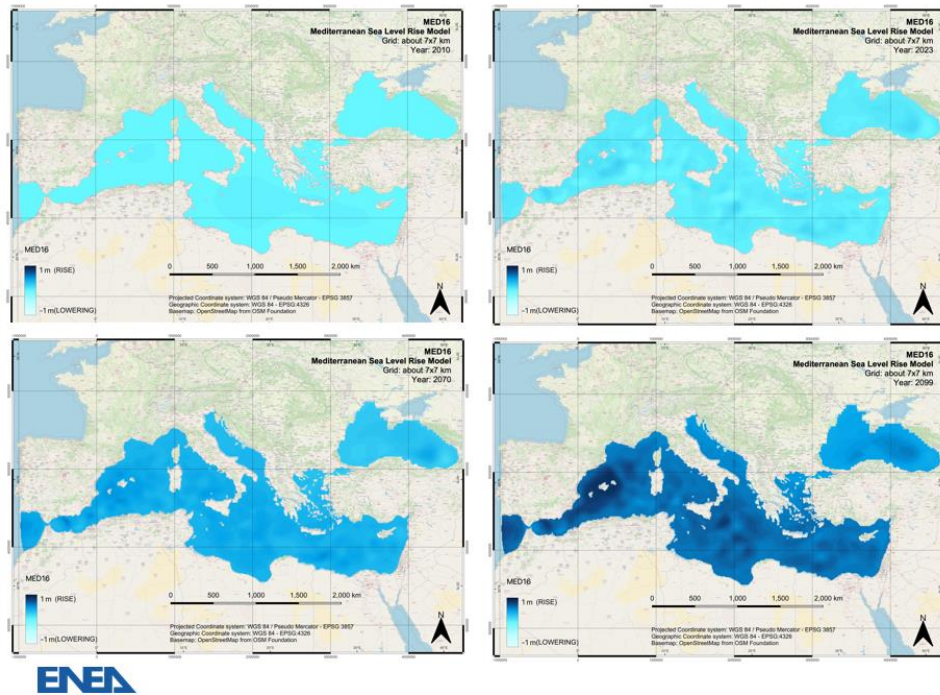 MED16
Mediterranean Sea Level Rise Model
Grid: about 7x7 km
Year: 2010
MED16
1 m (RISE)
-1 m(LOWERING)
0 500 1,000 1,500 2,000 km
Projected Coordinate system: WGS 84 / Pseudo Mercator - EPSG 3857
Geographic Coordinate system: WGS 84 - EPSG:4326
Basemap: OpenStreetMap from OSM Foundation
N
MED16
Mediterranean Sea Level Rise Model
Grid: about 7x7 km
Year: 2023
MED16
1 m (RISE)
-1 m(LOWERING)
0 500 1,000 1,500 2,000 km
Projected Coordinate system: WGS 84 / Pseudo Mercator - EPSG 3857
Geographic Coordinate system: WGS 84 - EPSG:4326
Basemap: OpenStreetMap from OSM Foundation
N
MED16
Mediterranean Sea Level Rise Model
Grid: about 7x7 km
Year: 2070
MED16
1 m (RISE)
-1 m(LOWERING)
0 500 1,000 1,500 2,000 km
Projected Coordinate system: WGS 84 / Pseudo Mercator - EPSG 3857
Geographic Coordinate system: WGS 84 - EPSG:4326
Basemap: OpenStreetMap from OSM Foundation
N
MED16
Mediterranean Sea Level Rise Model
Grid: about 7x7 km
Year: 2099
MED16
1 m (RISE)
-1 m(LOWERING)
0 500 1,000 1,500 2,000 km
Projected Coordinate system: WGS 84 / Pseudo Mercator - EPSG 3857
Geographic Coordinate system: WGS 84 - EPSG:4326
Basemap: OpenStreetMap from OSM Foundation
N
ENEA